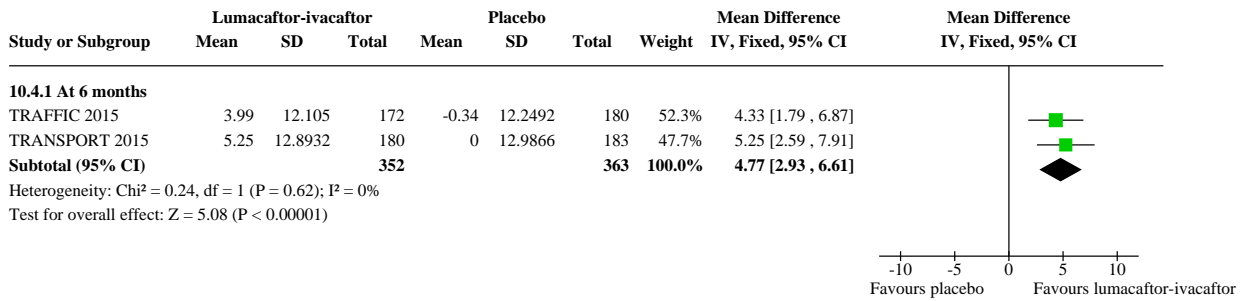 Lumacaftor-ivacaftor Placebo Mean Difference Mean Difference
Study or Subgroup Mean SD Total Mean SD Total Weight IV, Fixed, 95% CI IV, Fixed, 95% CI
10.4.1 At 6 months
TRAFFIC 2015 3.99 12.105 172 -0.34 12.2492 180 52.3% 4.33 [1.79 , 6.87]
TRANSPORT 2015 5.25 12.8932 180 0 12.9866 183 47.7% 5.25 [2.59 , 7.91]
Subtotal (95% CI) 352 363 100.0% 4.77 [2.93 , 6.61]
Heterogeneity: Chi² = 0.24, df = 1 (P = 0.62); I² = 0%
Test for overall effect: Z = 5.08 (P < 0.00001)
-10 -5 0 5 10
Favours placebo Favours lumacaftor-ivacaftor